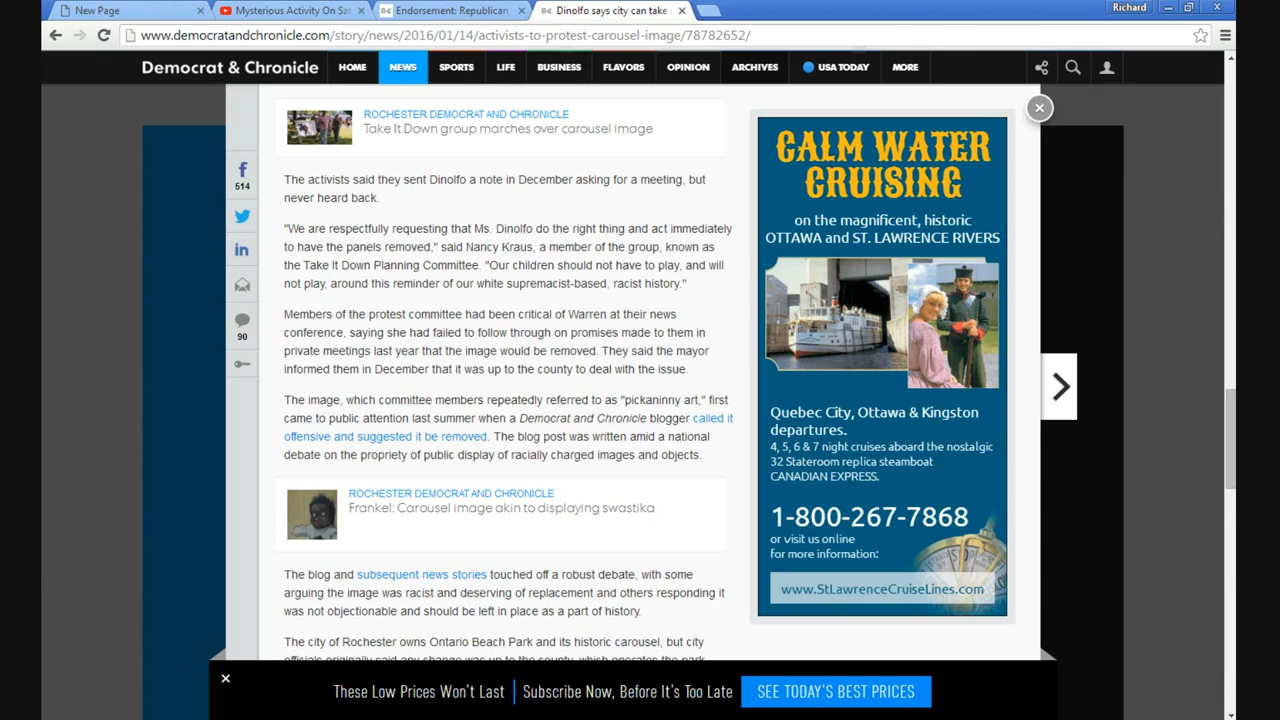 New Page
Mysterious Activity On Sa
Endorsement: Republican
Dinolfo says city can take
Richard
www.democratandchronicle.com/story/news/2016/01/14/activists-to-protest-carousel-image/78782652/
Democrat & Chronicle
HOME
NEWS
SPORTS
LIFE
BUSINESS
FLAVORS
OPINION
ARCHIVES
USA TODAY
MORE
ROCHESTER DEMOCRAT AND CHRONICLE
Take It Down group marches over carousel image
514
90
The activists said they sent Dinolfo a note in December asking for a meeting, but
never heard back.
"We are respectfully requesting that Ms. Dinolfo do the right thing and act immediately
to have the panels removed," said Nancy Kraus, a member of the group, known as
the Take It Down Planning Committee. "Our children should not have to play, and will
not play, around this reminder of our white supremacist-based, racist history."
Members of the protest committee had been critical of Warren at their news
conference, saying she had failed to follow through on promises made to them in
private meetings last year that the image would be removed. They said the mayor
informed them in December that it was up to the county to deal with the issue.
The image, which committee members repeatedly referred to as "pickaninny art," first
came to public attention last summer when a Democrat and Chronicle blogger called it
offensive and suggested it be removed. The blog post was written amid a national
debate on the propriety of public display of racially charged images and objects.
ROCHESTER DEMOCRAT AND CHRONICLE
Frankel: Carousel image akin to displaying swastika
The blog and subsequent news stories touched off a robust debate, with some
arguing the image was racist and deserving of replacement and others responding it
was not objectionable and should be left in place as a part of history.
The city of Rochester owns Ontario Beach Park and its historic carousel, but city
officials originally said any change was up to the county, which operates the park
CALM WATER
CRUISING
on the magnificent, historic
OTTAWA and ST. LAWRENCE RIVERS
Quebec City, Ottawa & Kingston
departures.
4, 5, 6 & 7 night cruises aboard the nostalgic
32 Stateroom replica steamboat
CANADIAN EXPRESS.
1-800-267-7868
or visit us online
for more information:
www.StLawrenceCruiseLines.com
These Low Prices Won't Last
Subscribe Now, Before It's Too Late
SEE TODAY'S BEST PRICES